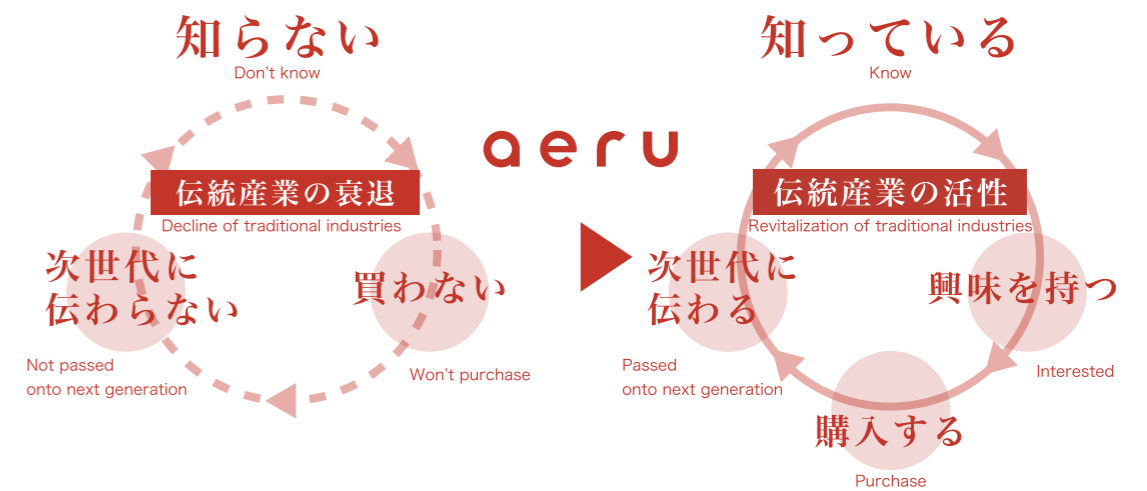 知らない
Don't know
伝統産業の衰退
Decline of traditional industries
買わない
Won't purchase
次世代に
伝わらない
Not passed
onto next generation
aeru
知っている
Know
伝統産業の活性
Revitalization of traditional industries
興味を持つ
Interested
購入する
Purchase
次世代に
伝わる
Passed
onto next generation